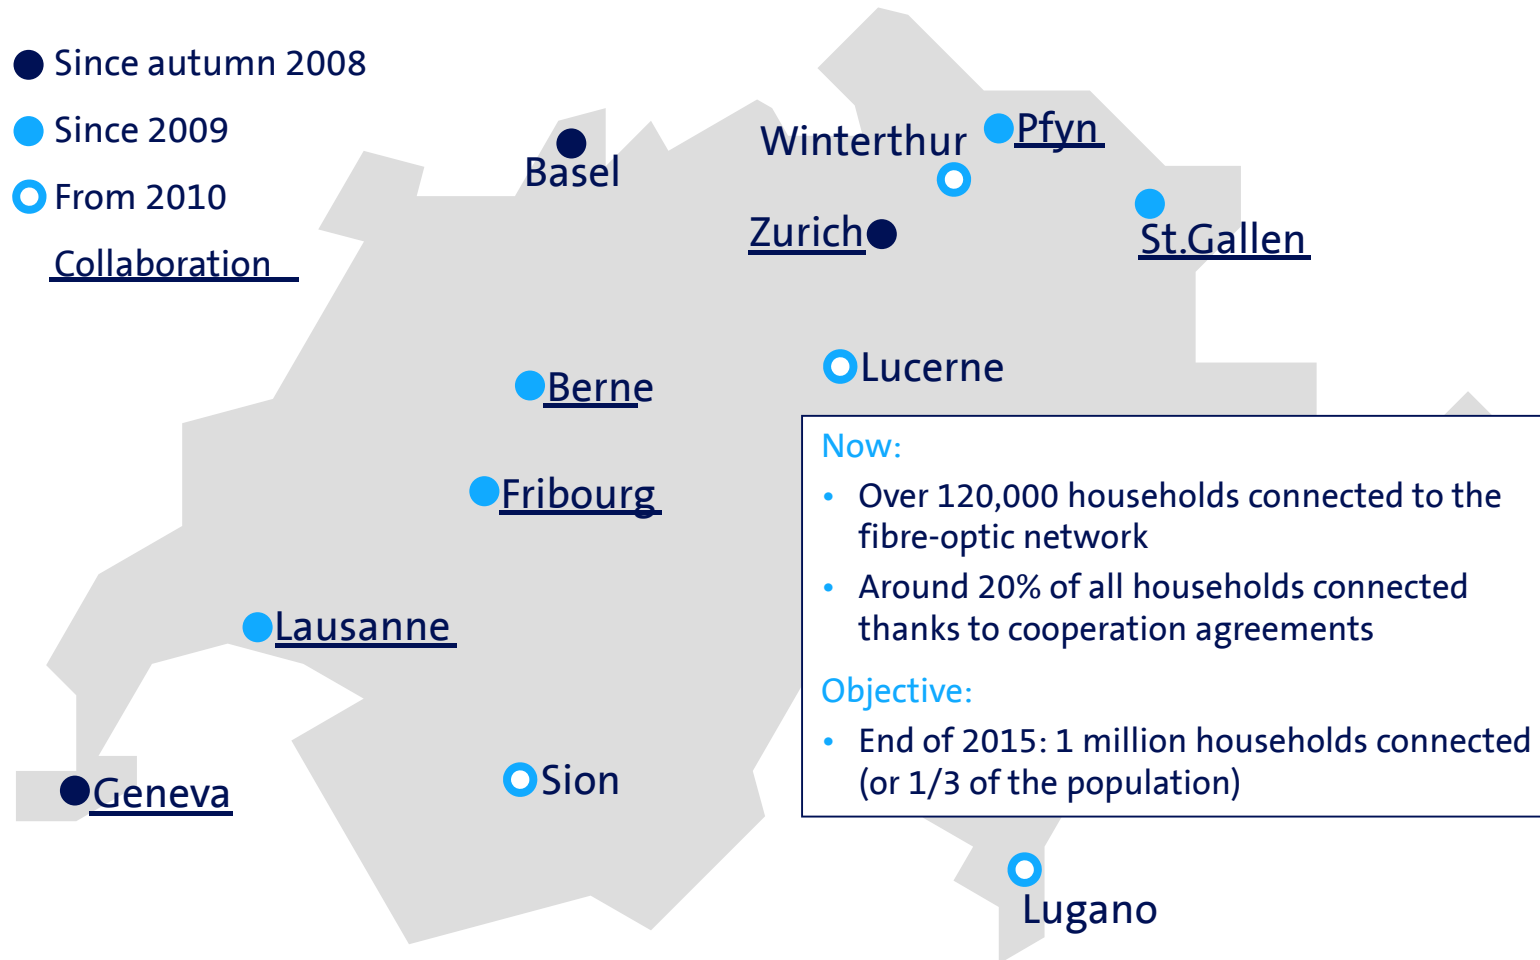 Since autumn 2008
Since 2009
From 2010
Collaboration
Basel
Winterthur
Pfyn
Zurich
St.Gallen
Berne
Lucerne
Fribourg
Lausanne
Geneva
Sion
Lugano
Now:
• Over 120,000 households connected to the
fibre-optic network
• Around 20% of all households connected
thanks to cooperation agreements
Objective:
• End of 2015: 1 million households connected
(or 1/3 of the population)